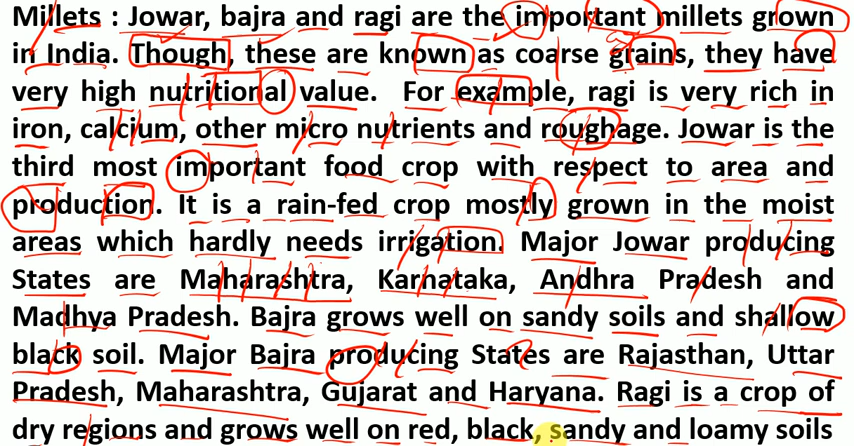 Millets : Jowar, bajra and ragi are the important millets grown
in India. Though, these are known as coarse grains, they have
very high nutritional value. For example, ragi is very rich in
iron, calcium, other micro nutrients and roughage. Jowar is the
third most important food crop with respect to area and
production. It is a rain-fed crop mostly grown in the moist
areas which hardly needs irrigation. Major Jowar producing
States are Maharashtra, Karnataka, Andhra Pradesh and
Madhya Pradesh. Bajra grows well on sandy soils and shallow
black soil. Major Bajra producing States are Rajasthan, Uttar
Pradesh, Maharashtra, Gujarat and Haryana. Ragi is a crop of
dry regions and grows well on red, black, sandy and loamy soils